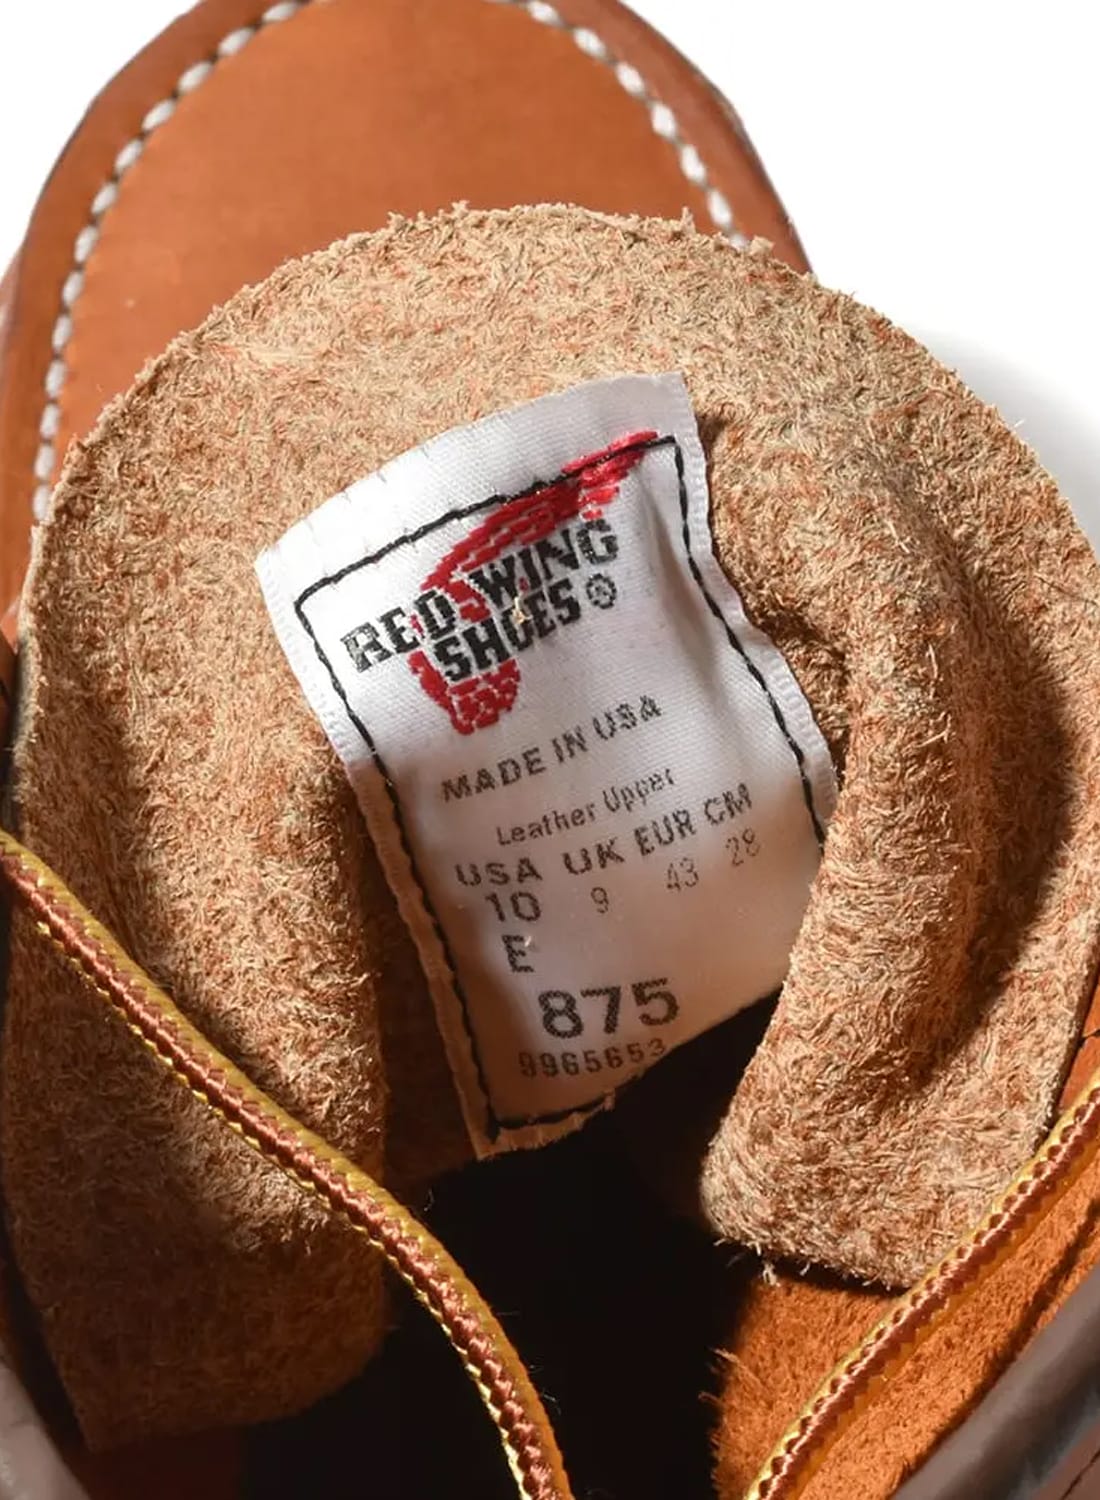 RED WING
SHOES®
MADE IN USA
Leather Upper
USA UK EUR CM
10 9 43 28
E
875
9965653